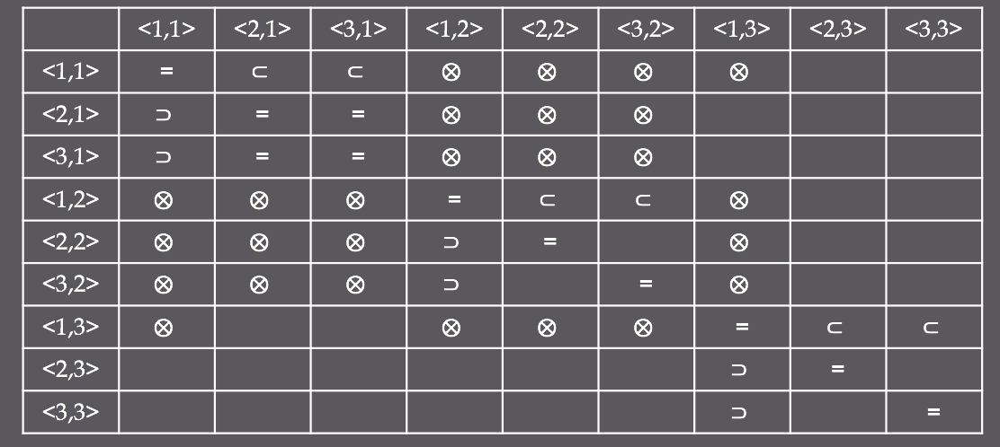 <1,1> <2,1> <3,1> <1,2> <2,2> <3,2> <1,3> <2,3> <3,3>
<1,1> = ⊂ ⊂ ⊗ ⊗ ⊗ ⊗
<2,1> ⊃ = = ⊗ ⊗ ⊗
<3,1> ⊃ = = ⊗ ⊗ ⊗
<1,2> ⊗ ⊗ ⊗ = ⊂ ⊂ ⊗
<2,2> ⊗ ⊗ ⊗ ⊃ = ⊗
<3,2> ⊗ ⊗ ⊗ ⊃ = ⊗
<1,3> ⊗ ⊗ ⊗ ⊗ = ⊂ ⊂
<2,3> ⊃ =
<3,3> ⊃ =